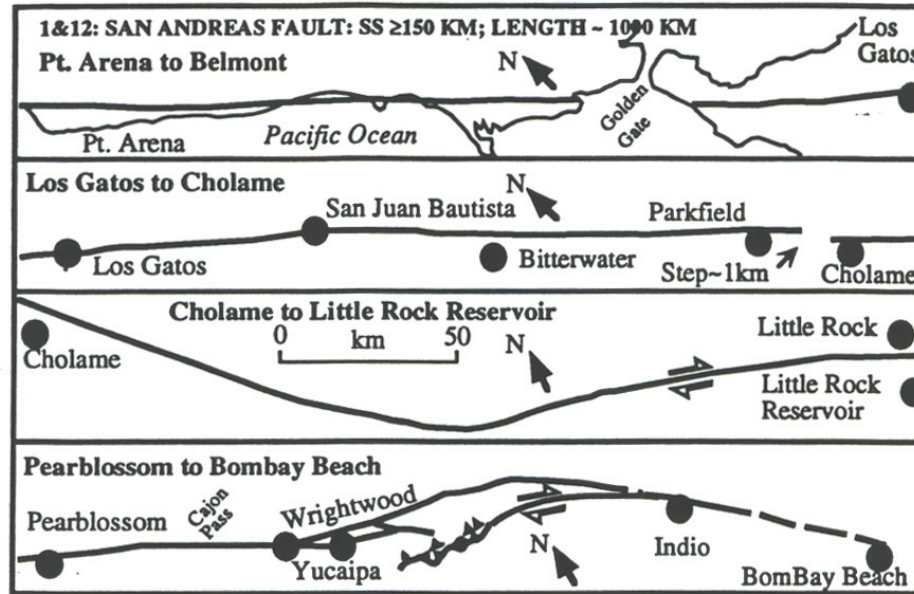 1&12: SAN ANDREAS FAULT: SS ≥150 KM; LENGTH ~ 1000 KM
Pt. Arena to Belmont
N
Los
Gatos
Golden
Gate
Pt. Arena
Pacific Ocean
Los Gatos to Cholame
N
San Juan Bautista
Parkfield
Los Gatos
Bitterwater
Step~1km
Cholame
Cholame to Little Rock Reservoir
0 km 50
N
Little Rock
Cholame
Little Rock
Reservoir
Pearblossom to Bombay Beach
Cajon
Pass
Wrightwood
Pearblossom
Yucaipa
N
Indio
BomBay Beach